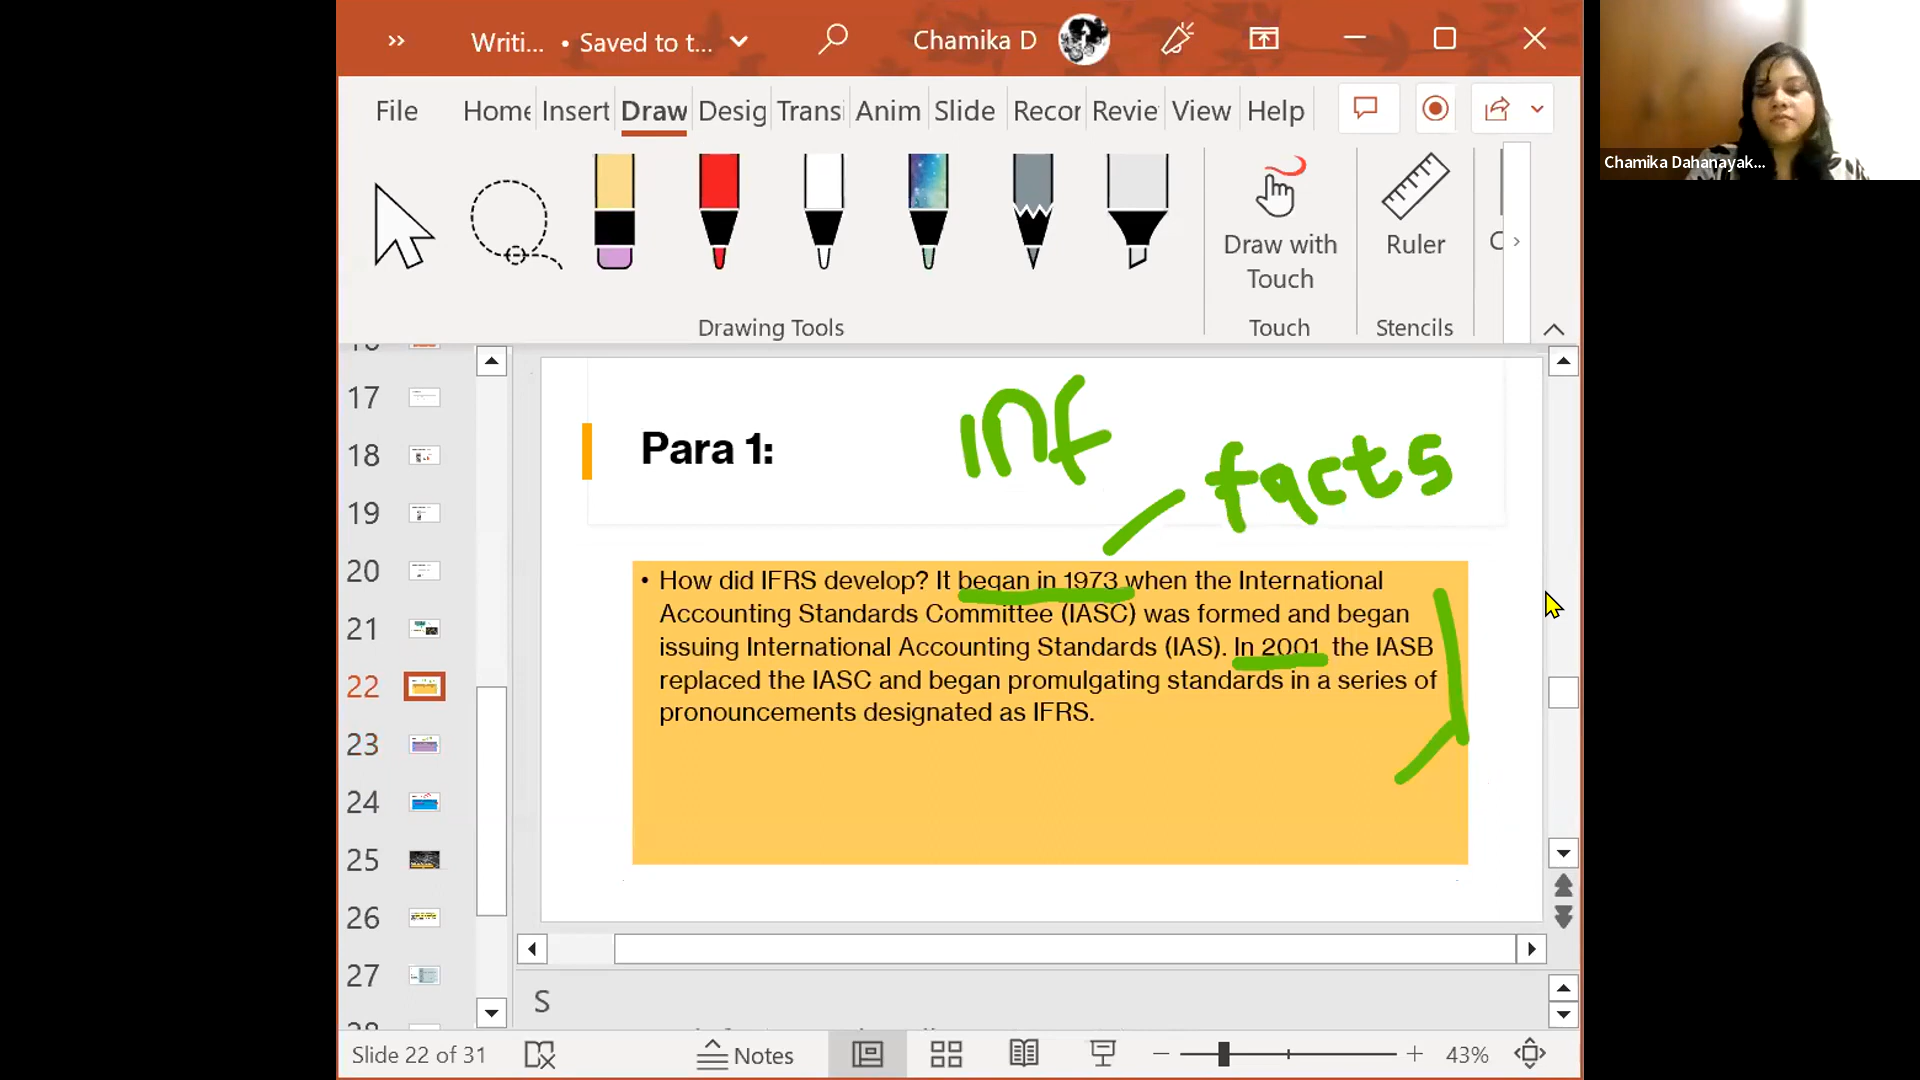 Writi... • Saved to t...
Chamika D
File Home Insert Draw Desig Transi Anim Slide Recor Revie View Help
Draw with
Touch
Ruler
Drawing Tools
Touch
Stencils
Chamika Dahanayak...
17
18
19
20
21
22
23
24
25
26
27
Para 1:
inf
facts
• How did IFRS develop? It began in 1973 when the International
Accounting Standards Committee (IASC) was formed and began
issuing International Accounting Standards (IAS). In 2001 the IASB
replaced the IASC and began promulgating standards in a series of
pronouncements designated as IFRS.
S
Slide 22 of 31
Notes
43%